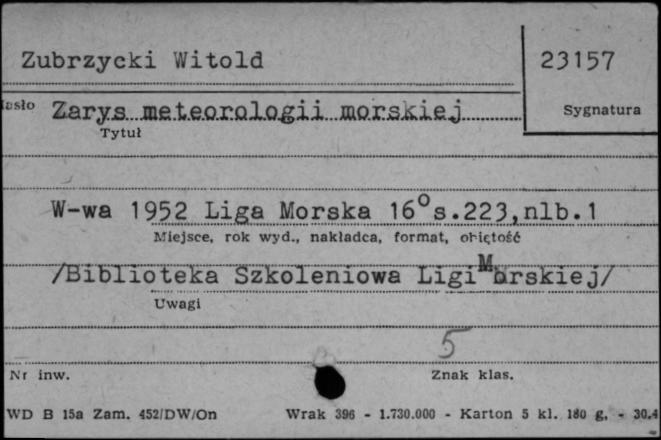 Zubrzycki Witold
23157
Hasło Zarys meteorologii morskiej
Sygnatura
Tytuł
W-wa 1952 Liga Morska 16° s.223,nlb.1
Miejsce, rok wyd., nakładca, format, objętość
/Biblioteka Szkoleniowa Ligi Morskiej/
Uwagi
5
Nr inw.
Znak klas.
WD B 15a Zam. 452/DW/On Wrak 396 - 1.730.000 - Karton 5 kl. 180 g. - 30.4